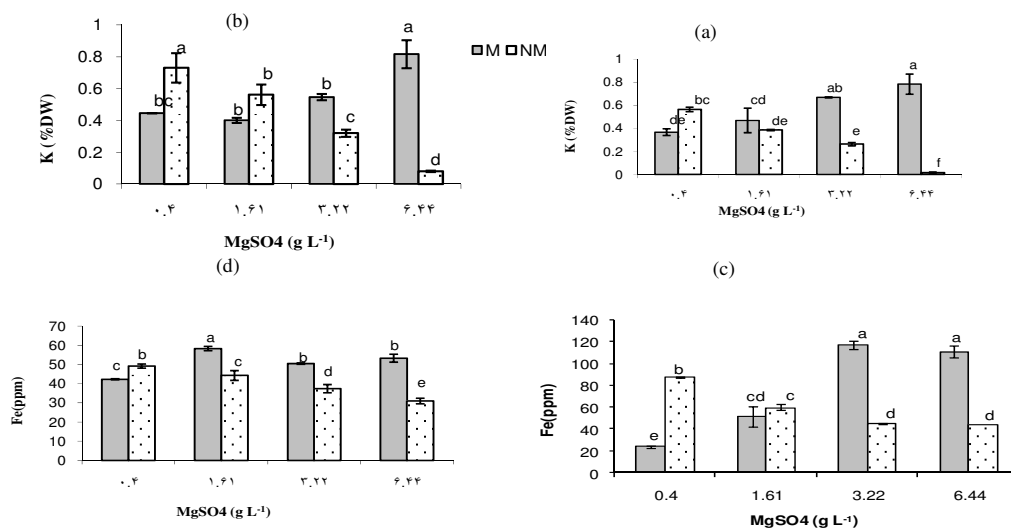 (b)
1
0.8
0.6
0.4
0.2
0
K (%DW)
bc
a
b
b
b
c
a
d
۰.۴ ۱.۶۱ ۳.۲۲ ۶.۴۴
MgSO4 (g L-1)
M NM
(a)
1
0.8
0.6
0.4
0.2
0
K (%DW)
de
bc
cd
de
ab
e
a
f
۰.۴ ۱.۶۱ ۳.۲۲ ۶.۴۴
MgSO4 (g L-1)
(d)
70
60
50
40
30
20
10
0
Fe(ppm)
c
b
a
c
b
d
b
e
۰.۴ ۱.۶۱ ۳.۲۲ ۶.۴۴
(c)
140
120
100
80
60
40
20
0
Fe(ppm)
e
b
cd
c
a
d
a
d
0.4 1.61 3.22 6.44
MgSO4 (g L-1)